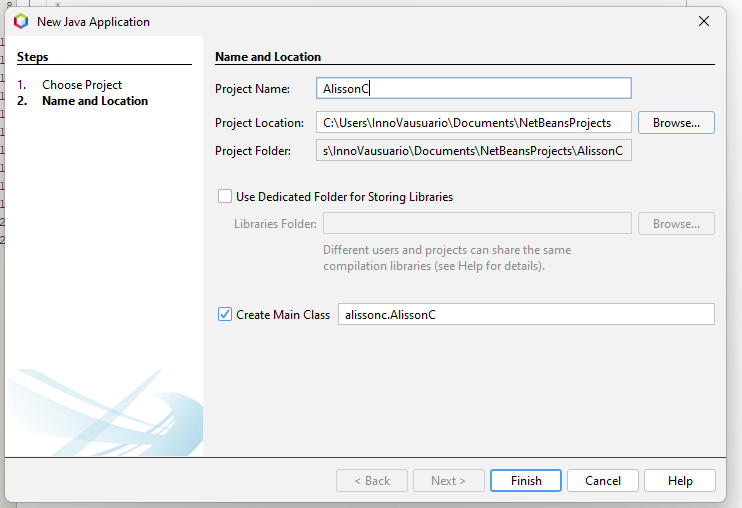 New Java Application
Steps
1. Choose Project
2. Name and Location
Name and Location
Project Name: AlissonC
Project Location: C:\Users\InnoVausuario\Documents\NetBeansProjects Browse...
Project Folder: s\InnoVausuario\Documents\NetBeansProjects\AlissonC
Use Dedicated Folder for Storing Libraries
Libraries Folder: Browse...
Different users and projects can share the same
compilation libraries (see Help for details).
Create Main Class alissonc.AlissonC
< Back Next > Finish Cancel Help